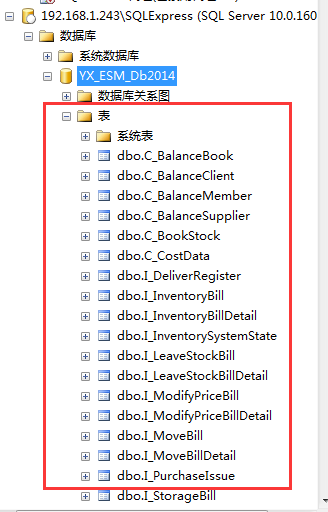 192.168.1.243\SQLExpress (SQL Server 10.0.160
数据库
系统数据库
YX_ESM_Db2014
数据库关系图
表
系统表
dbo.C_BalanceBook
dbo.C_BalanceClient
dbo.C_BalanceMember
dbo.C_BalanceSupplier
dbo.C_BookStock
dbo.C_CostData
dbo.I_DeliverRegister
dbo.I_InventoryBill
dbo.I_InventoryBillDetail
dbo.I_InventorySystemState
dbo.I_LeaveStockBill
dbo.I_LeaveStockBillDetail
dbo.I_ModifyPriceBill
dbo.I_ModifyPriceBillDetail
dbo.I_MoveBill
dbo.I_MoveBillDetail
dbo.I_PurchaseIssue
dbo.I_StorageBill